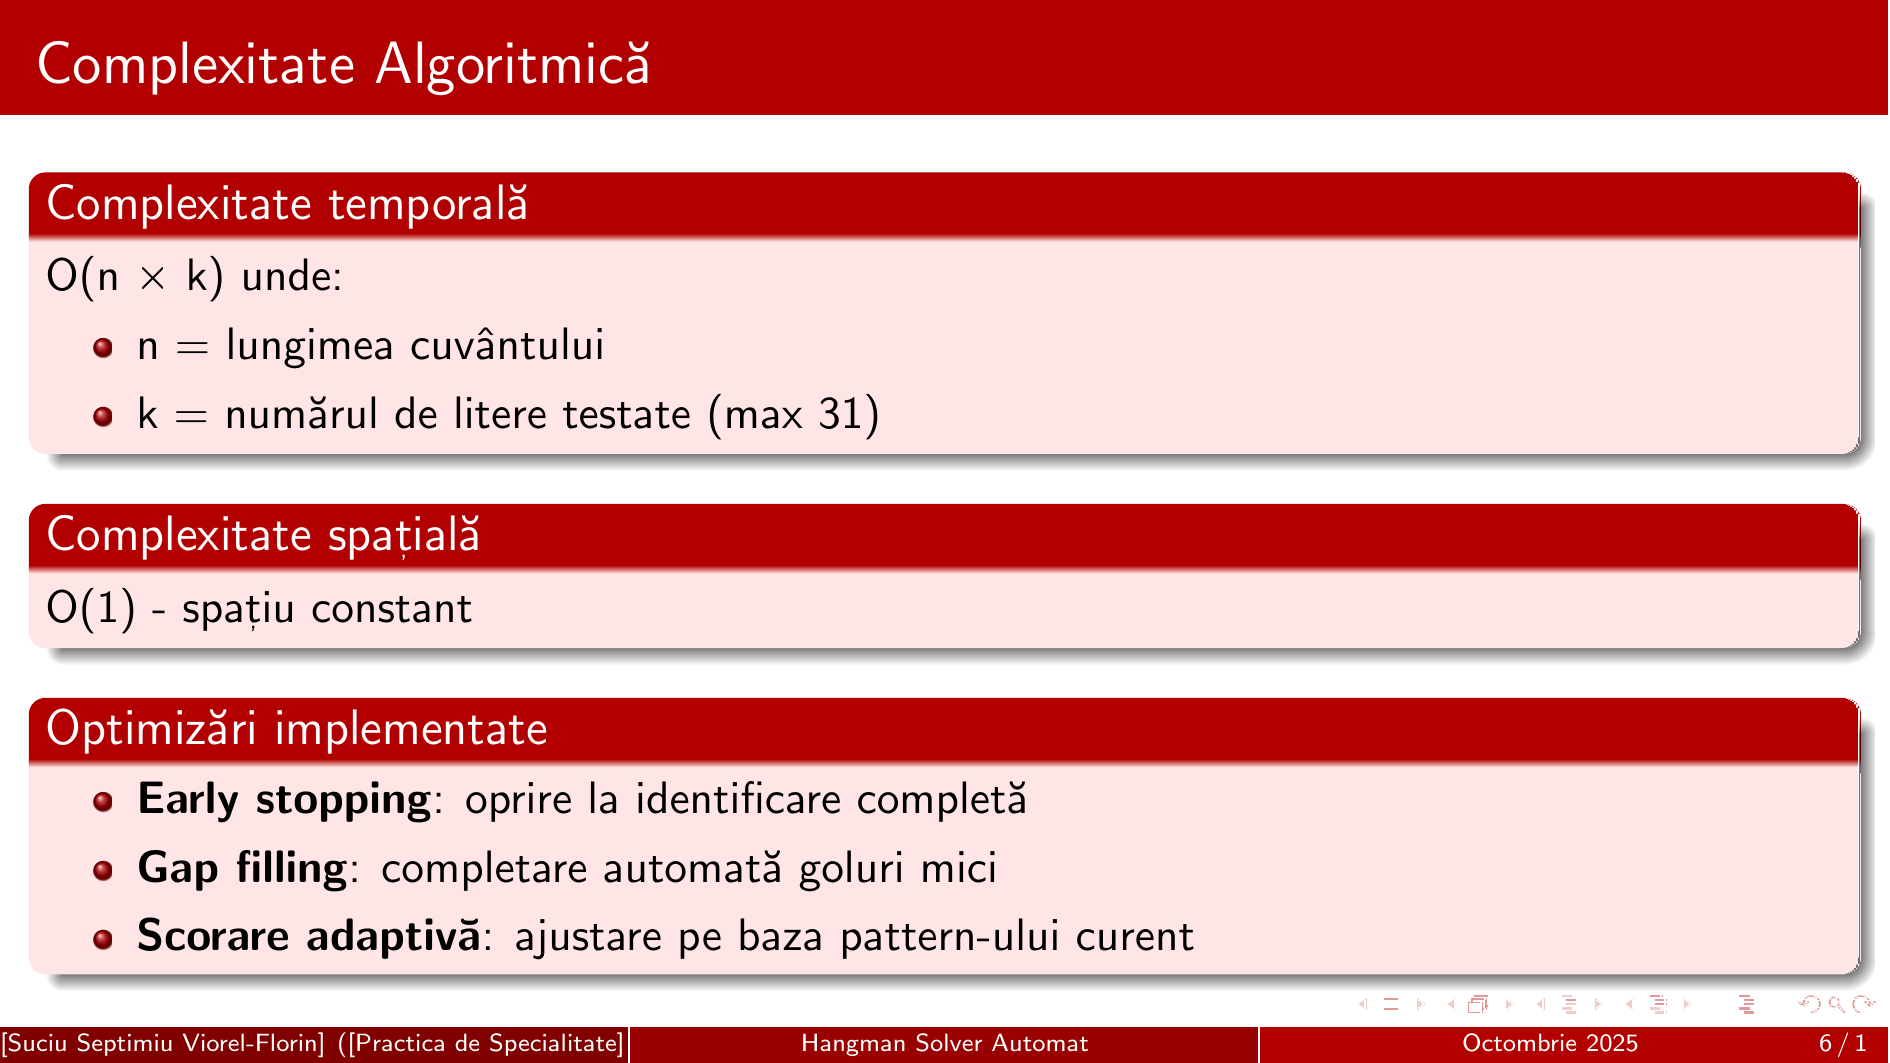 Complexitate Algoritmică
Complexitate temporală
O(n × k) unde:
n = lungimea cuvântului
k = numărul de litere testate (max 31)
Complexitate spațială
O(1) - spațiu constant
Optimizări implementate
Early stopping: oprire la identificare completă
Gap filling: completare automată goluri mici
Scorare adaptivă: ajustare pe baza pattern-ului curent
[Suciu Septimiu Viorel-Florin] ([Practica de Specialitate] Hangman Solver Automat Octombrie 2025 6 / 1